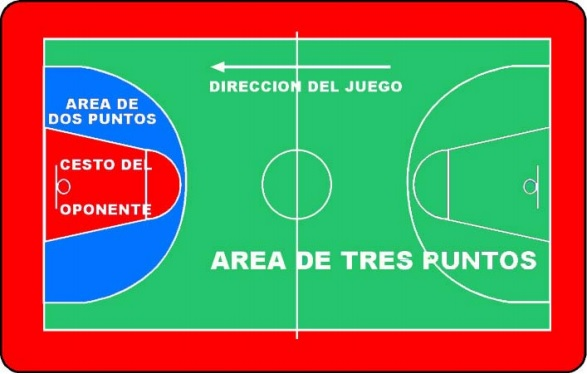 DIRECCION DEL JUEGO
AREA DE
DOS PUNTOS
CESTO DEL
OPONENTE
AREA DE TRES PUNTOS